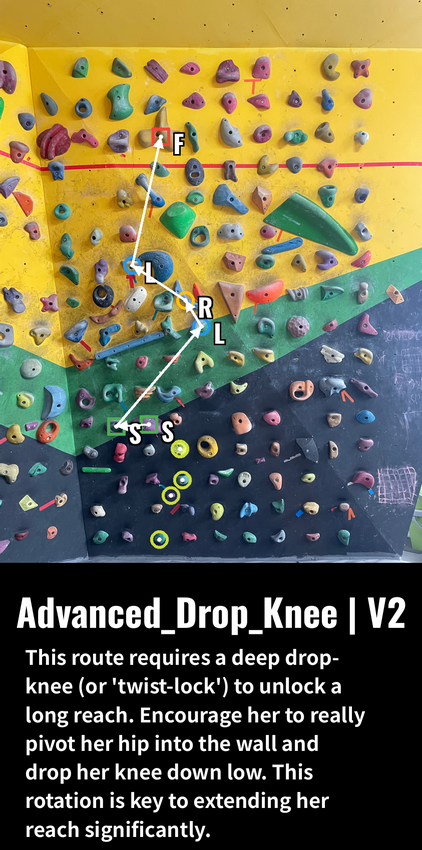 F
L
R
L
S
S
Advanced_Drop_Knee | V2
This route requires a deep drop-
knee (or 'twist-lock') to unlock a
long reach. Encourage her to really
pivot her hip into the wall and
drop her knee down low. This
rotation is key to extending her
reach significantly.